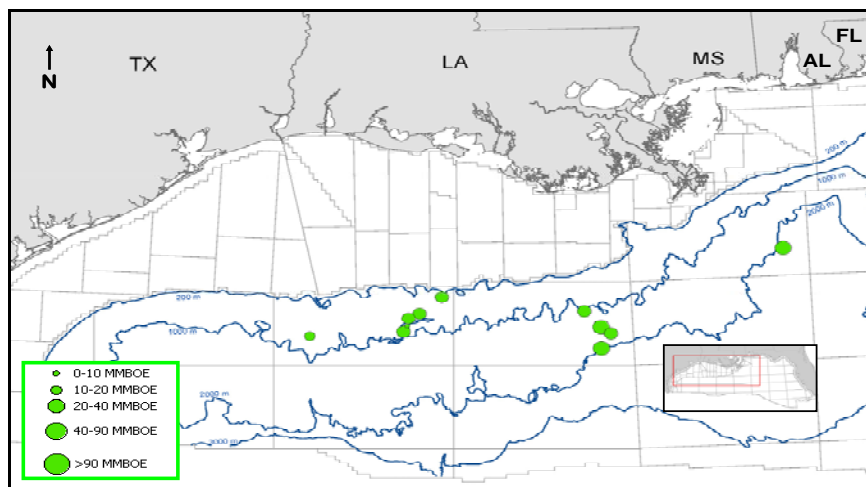 FL
N
TX
LA
MS
AL
200 m
1000 m
2000 m
200 m
1000 m
2000 m
3000 m
0-10 MMBOE
10-20 MMBOE
20-40 MMBOE
40-90 MMBOE
>90 MMBOE